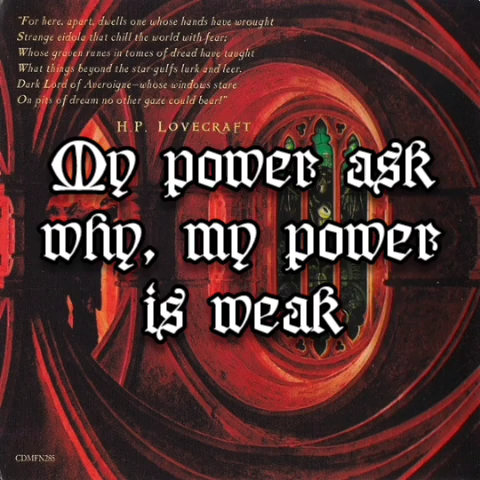 "For here, apart, dwells one whose hands have wrought
Strange eidola that chill the world with fear;
Whose graven runes in tomes of dread have taught
What things beyond the star-gulfs lurk and leer.
Dark Lord of Averoigne—whose windows stare
On pits of dream no other gaze could bear!"
H.P. LOVECRAFT
My power ask
why, my power
is weak
CDMFN285